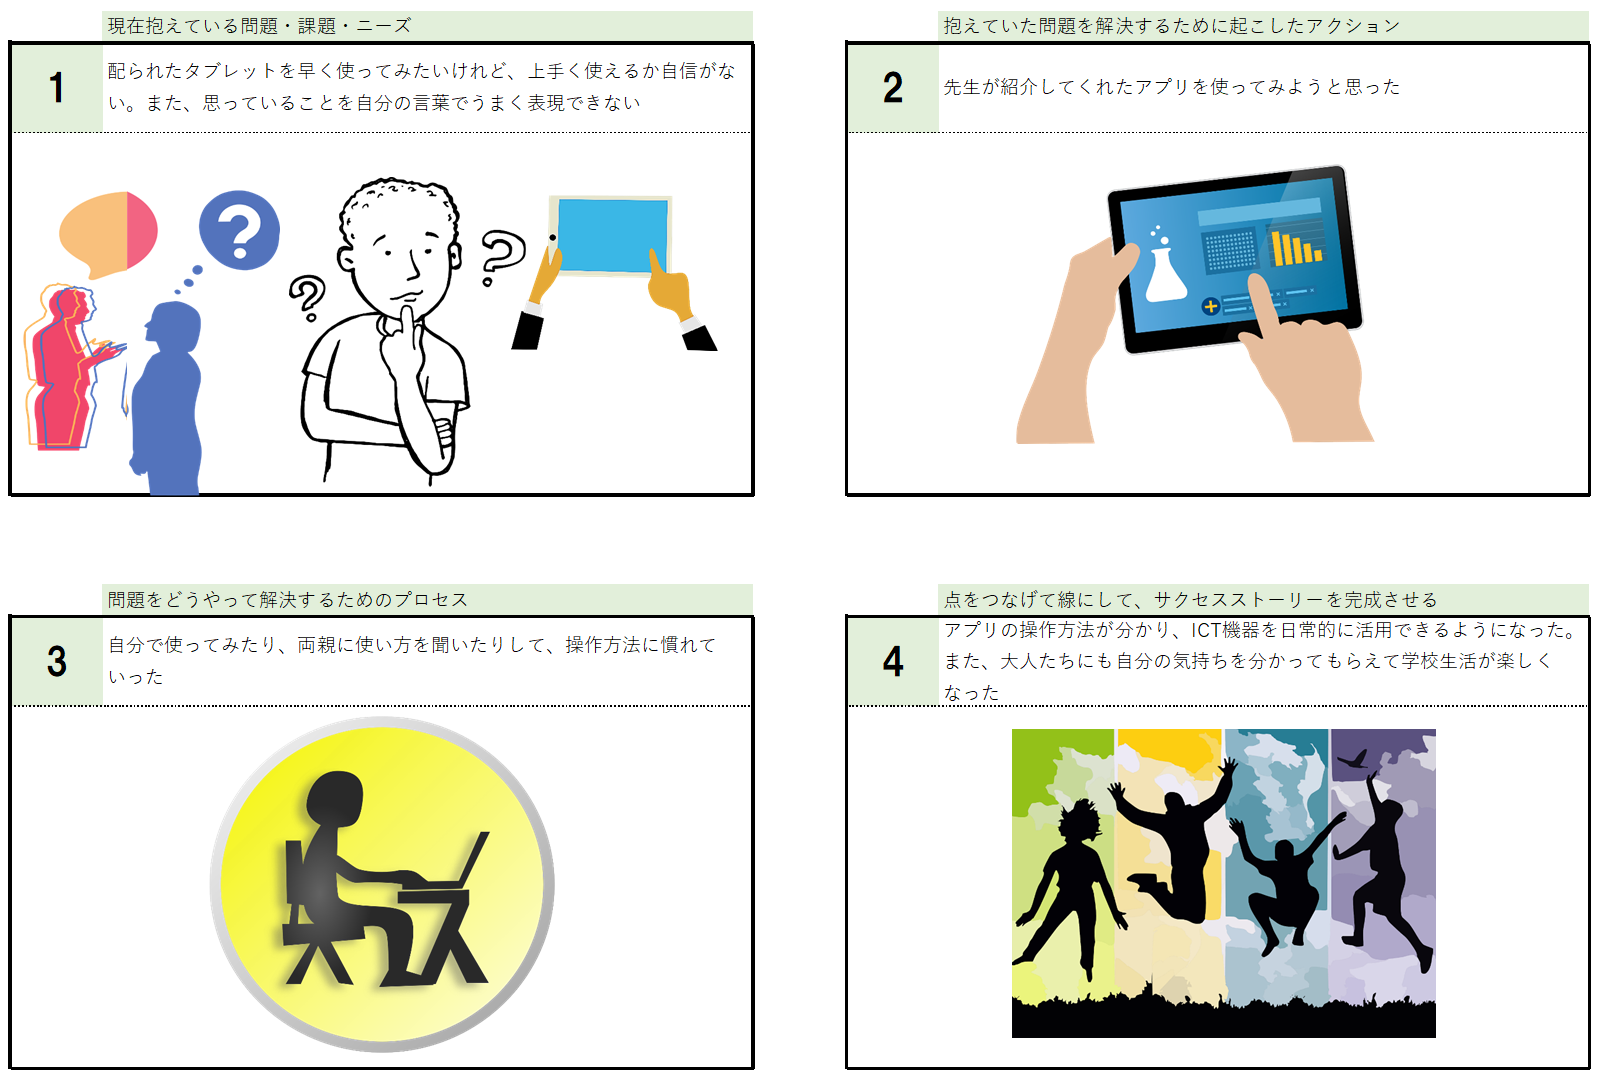 現在抱えている問題・課題・ニーズ
1
配られたタブレットを早く使ってみたいけれど、上手く使えるか自信がな
い。また、思っていることを自分の言葉でうまく表現できない
?
?
?
抱えていた問題を解決するために起こしたアクション
2
先生が紹介してくれたアプリを使ってみようと思った
問題をどうやって解決するためのプロセス
3
自分で使ってみたり、両親に使い方を聞いたりして、操作方法に慣れて
いった
点をつなげて線にして、サクセスストーリーを完成させる
4
アプリの操作方法が分かり、ICT機器を日常的に活用できるようになった。
また、大人たちにも自分の気持ちを分かってもらえて学校生活が楽しく
なった